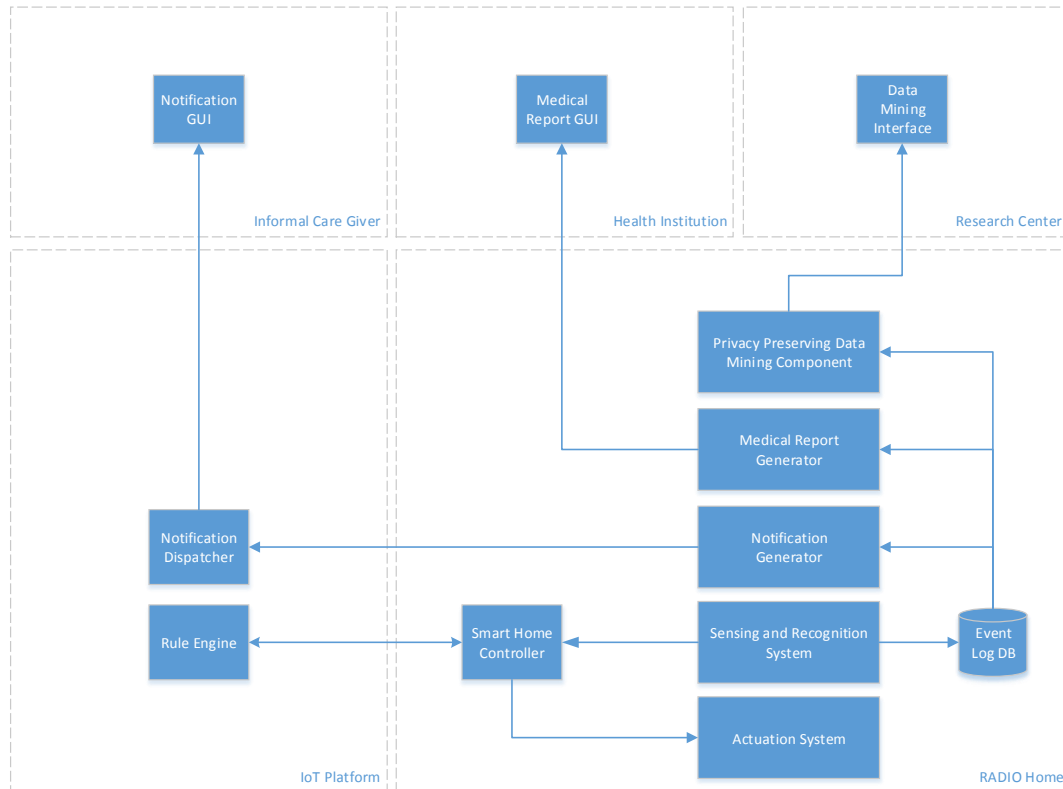 Notification
GUI
Medical
Report GUI
Data
Mining
Interface
Informal Care Giver
Health Institution
Research Center
Privacy Preserving Data
Mining Component
Medical Report
Generator
Notification
Dispatcher
Notification
Generator
Rule Engine
Smart Home
Controller
Sensing and Recognition
System
Event
Log DB
Actuation System
IoT Platform
RADIO Home